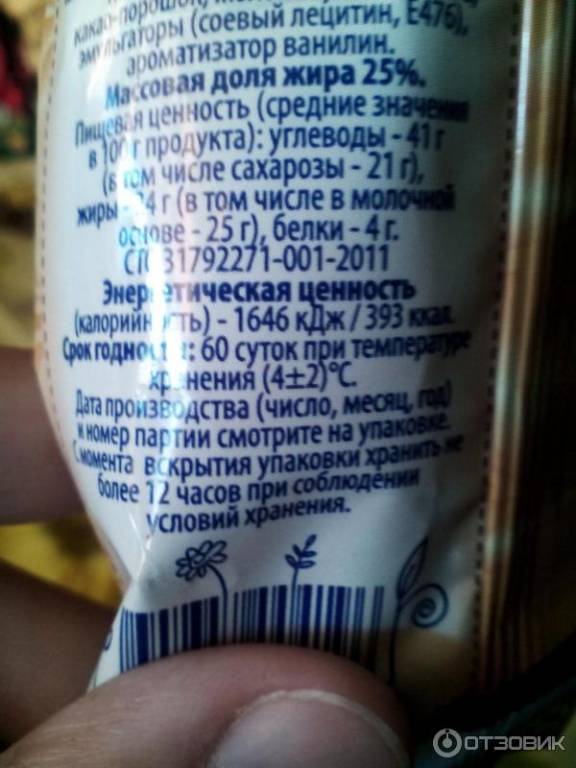 какао-порошок,
эмульгаторы (соевый лецитин, Е476),
ароматизатор ванилин.
Массовая доля жира 25%.
Пищевая ценность (средние значения
в 100 г продукта): углеводы - 41 г
(в том числе сахарозы - 21 г),
жиры - 24 г (в том числе в молочной
основе - 25 г), белки - 4 г.
31792271-001-2011
Энергетическая ценность
(калорийность) - 1646 кДж / 393 ккал.
Срок годности: 60 суток при температуре
хранения (4±2)°С.
Дата производства (число, месяц, год)
и номер партии смотрите на упаковке.
С момента вскрытия упаковки хранить не
более 12 часов при соблюдении
условий хранения.
ОТЗОВИК